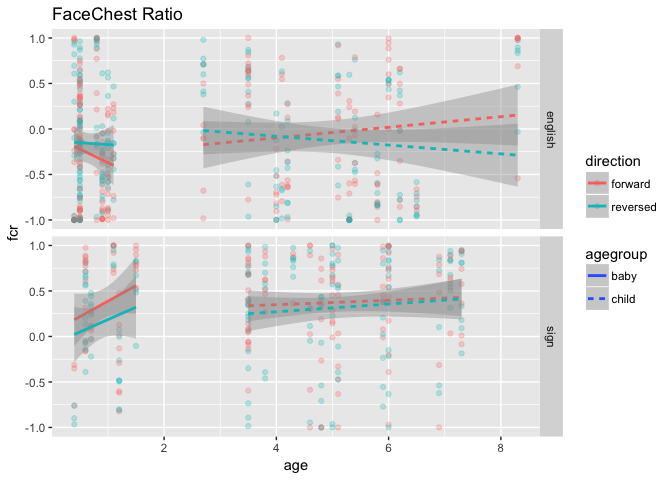 FaceChest Ratio
1.0
0.5
0.0
-0.5
-1.0
english
1.0
0.5
0.0
-0.5
-1.0
sign
fcr
2
4
6
8
age
direction
forward
reversed
agegroup
baby
child